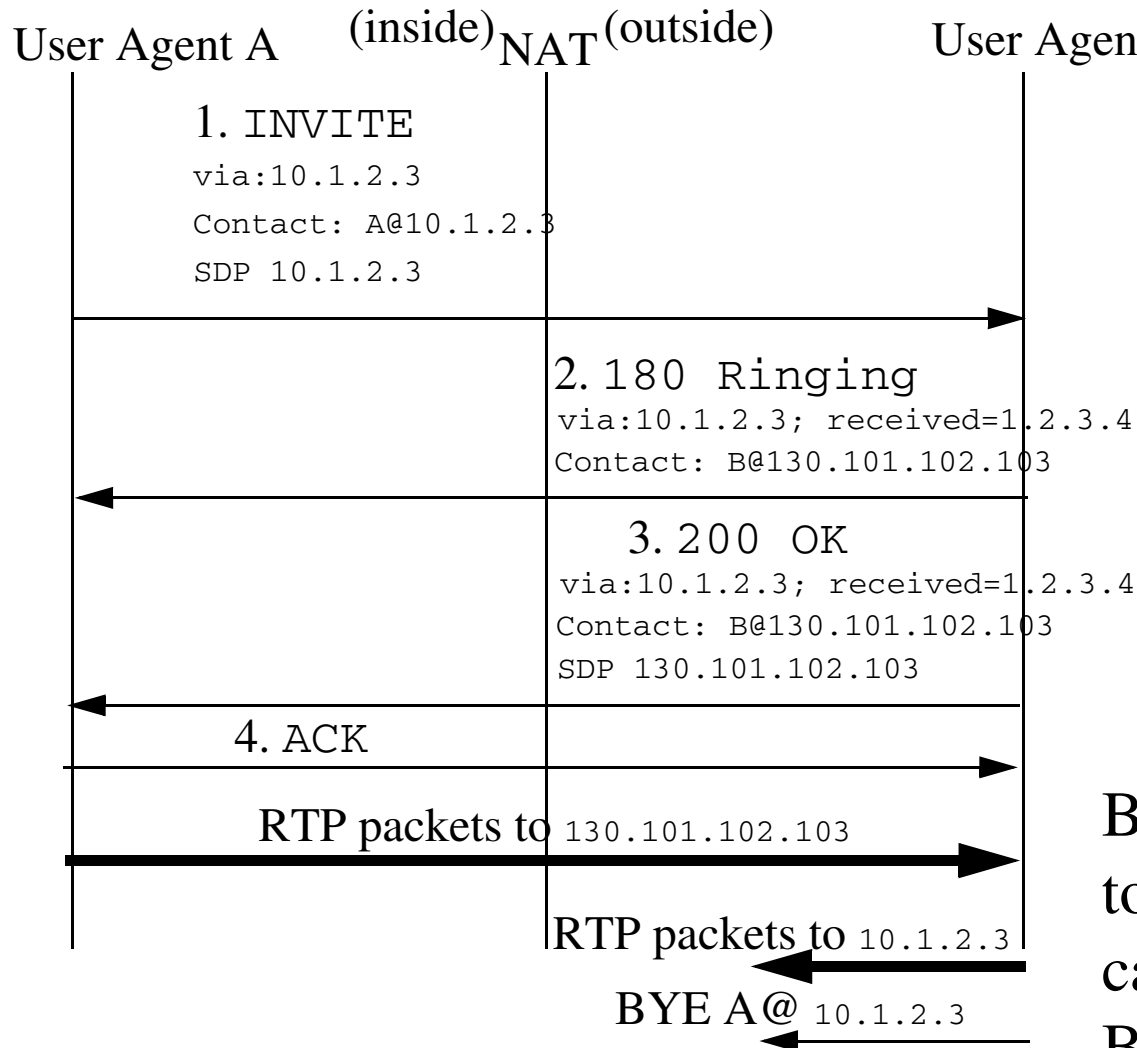 User Agent A (inside) NAT (outside) User Agen
1. INVITE
via:10.1.2.3
Contact: A@10.1.2.3
SDP 10.1.2.3
2. 180 Ringing
via:10.1.2.3; received=1.2.3.4
Contact: B@130.101.102.103
3. 200 OK
via:10.1.2.3; received=1.2.3.4
Contact: B@130.101.102.103
SDP 130.101.102.103
4. ACK
RTP packets to 130.101.102.103
RTP packets to 10.1.2.3
BYE A@ 10.1.2.3